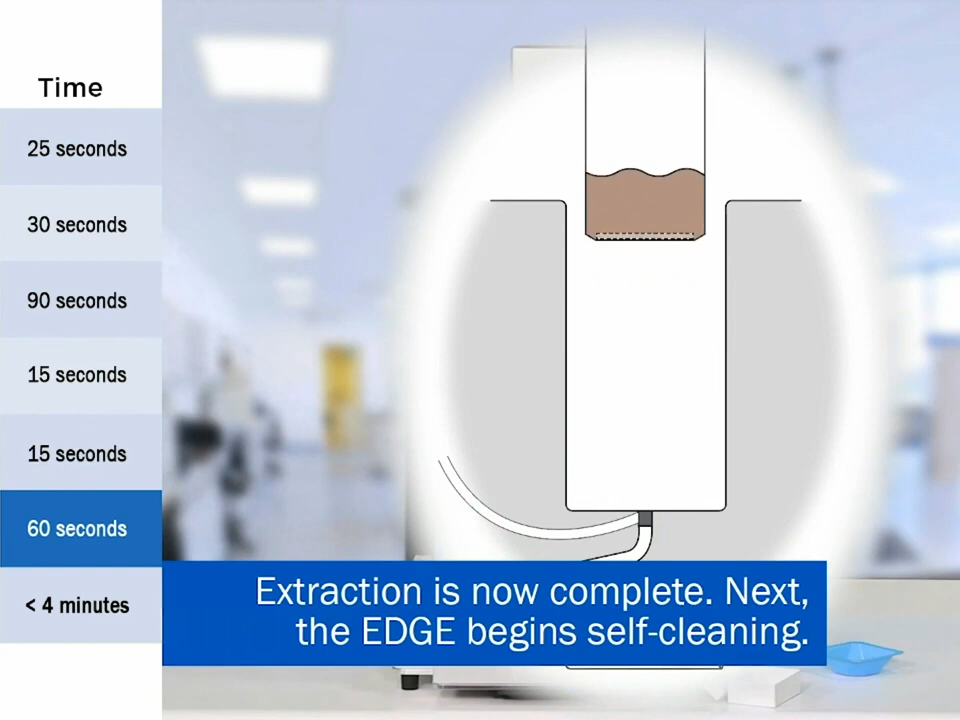 Time
25 seconds
30 seconds
90 seconds
15 seconds
15 seconds
60 seconds
< 4 minutes
Extraction is now complete. Next,
the EDGE begins self-cleaning.